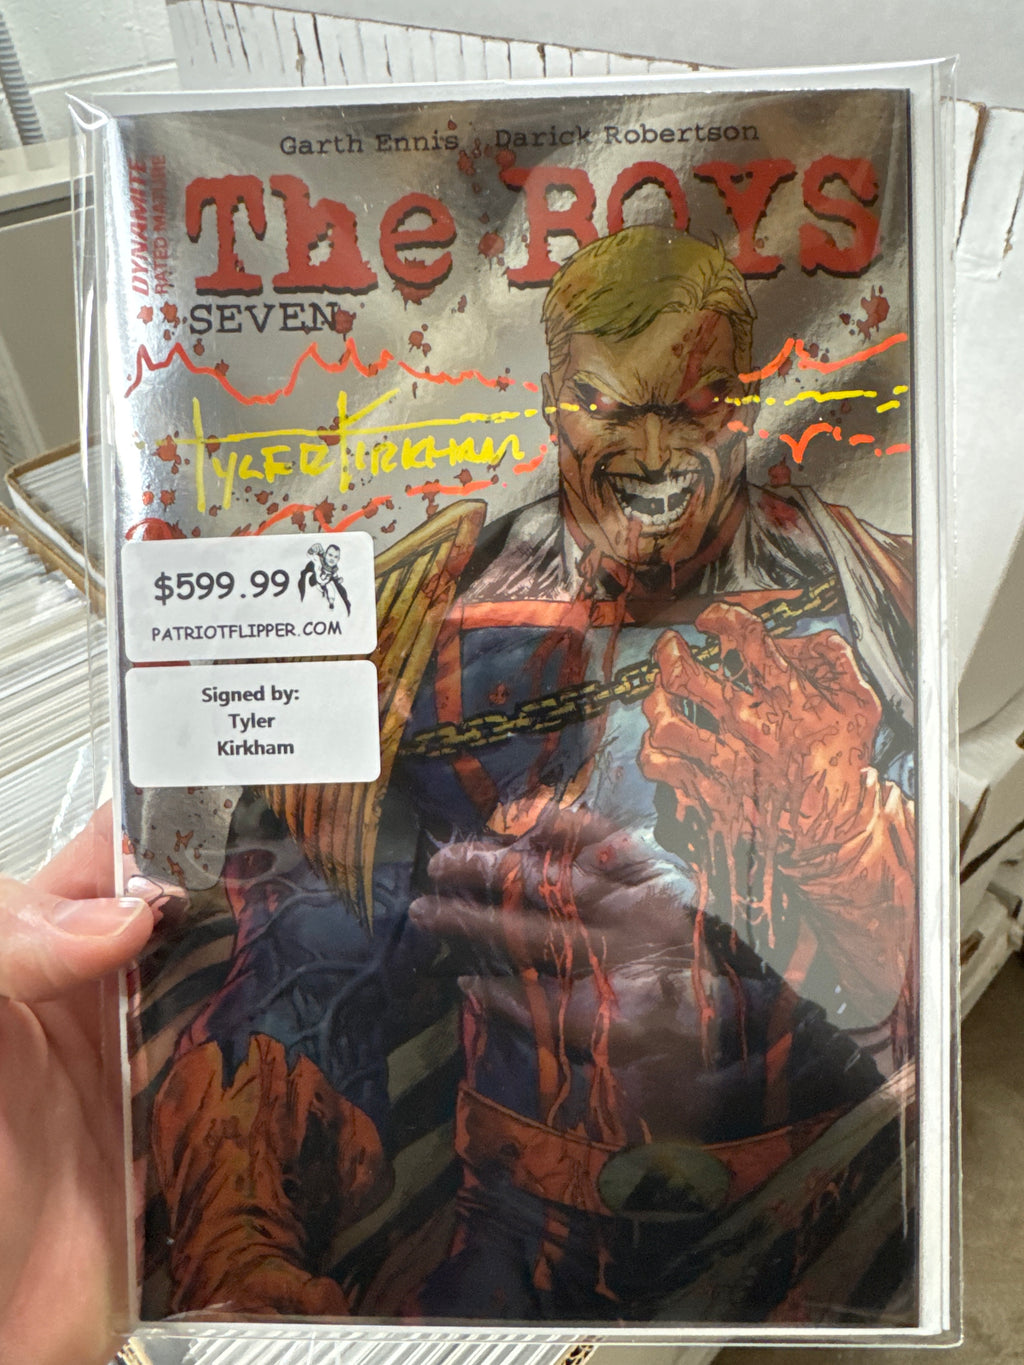 Garth Ennis Darick Robertson
DYNAMITE
RATED MATURE
The BOYS
SEVEN
TYLER KIRKHAM
$599.99
PATRIOTFLIPPER.COM
Signed by:
Tyler
Kirkham